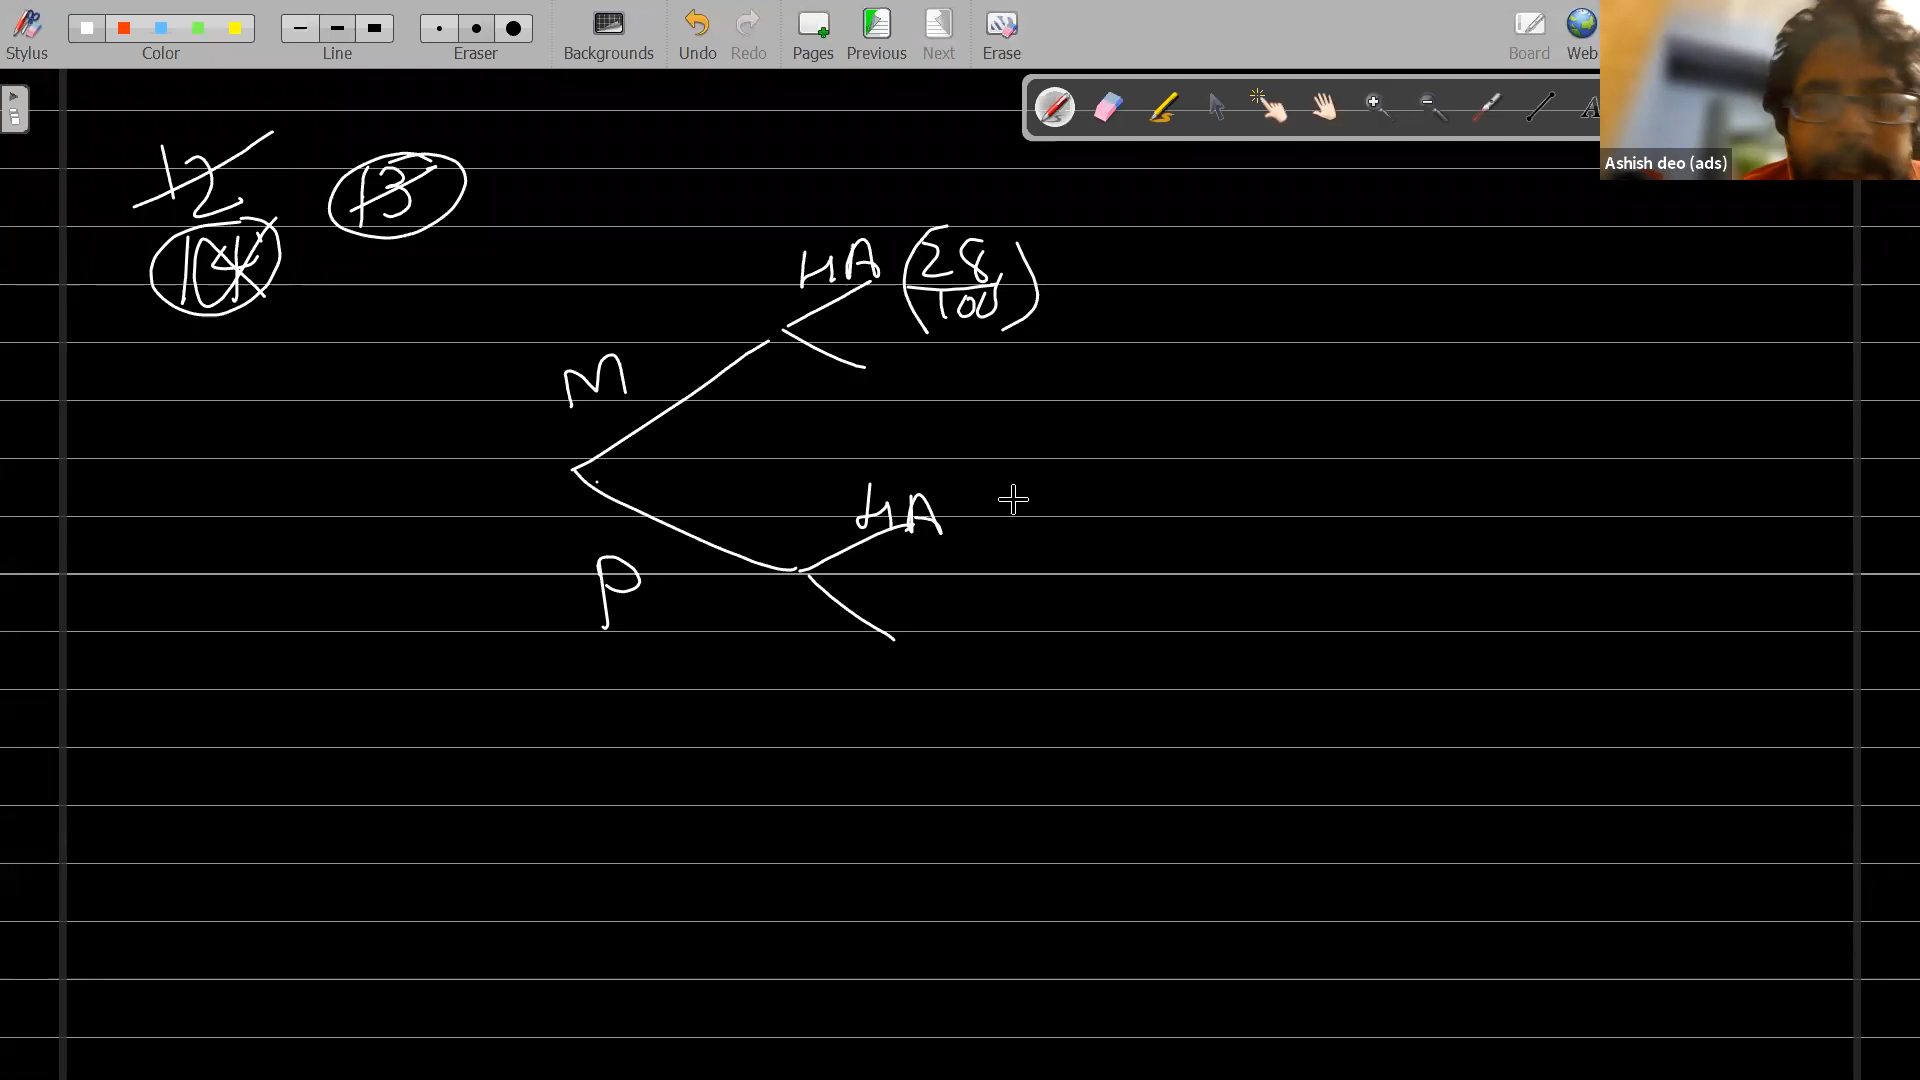 Stylus
Color
Line
Eraser
Backgrounds
Undo
Redo
Pages
Previous
Next
Erase
Board
Web
A
Ashish deo (ads)
12
13
HA (28/100)
M
HA
P